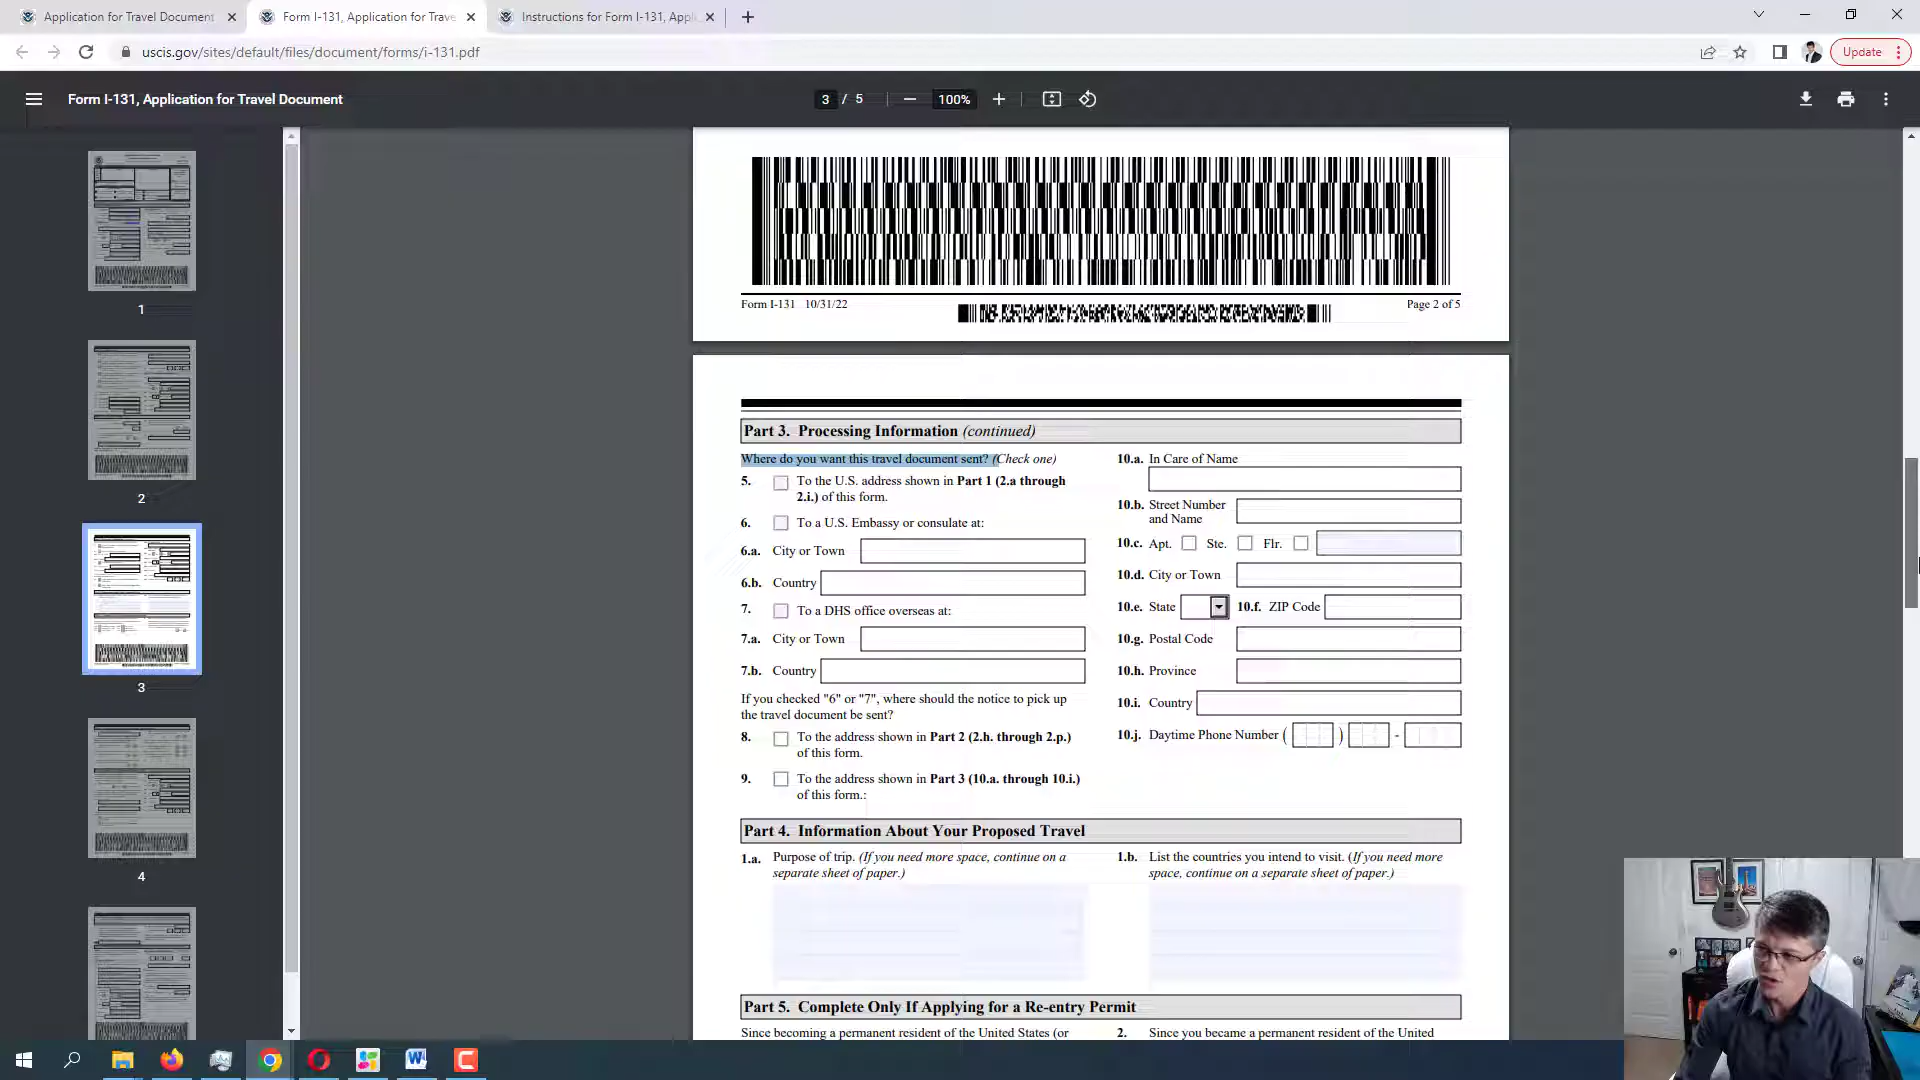 Application for Travel Document
Form I-131, Application for Trave
Instructions for Form I-131, Appl
uscis.gov/sites/default/files/document/forms/i-131.pdf
Update
Form I-131, Application for Travel Document
3 / 5
100%
1
2
3
4
Form I-131 10/31/22
Page 2 of 5
Part 3. Processing Information (continued)
Where do you want this travel document sent? (Check one)
5. To the U.S. address shown in Part 1 (2.a through
2.i.) of this form.
6. To a U.S. Embassy or consulate at:
6.a. City or Town
6.b. Country
7. To a DHS office overseas at:
7.a. City or Town
7.b. Country
If you checked "6" or "7", where should the notice to pick up
the travel document be sent?
8. To the address shown in Part 2 (2.h. through 2.p.)
of this form.
9. To the address shown in Part 3 (10.a. through 10.i.)
of this form.:
10.a. In Care of Name
10.b. Street Number
and Name
10.c. Apt. Ste. Flr.
10.d. City or Town
10.e. State 10.f. ZIP Code
10.g. Postal Code
10.h. Province
10.i. Country
10.j. Daytime Phone Number ( ) -
Part 4. Information About Your Proposed Travel
1.a. Purpose of trip. (If you need more space, continue on a
separate sheet of paper.)
1.b. List the countries you intend to visit. (If you need more
space, continue on a separate sheet of paper.)
Part 5. Complete Only If Applying for a Re-entry Permit
Since becoming a permanent resident of the United States (or
2. Since you became a permanent resident of the United